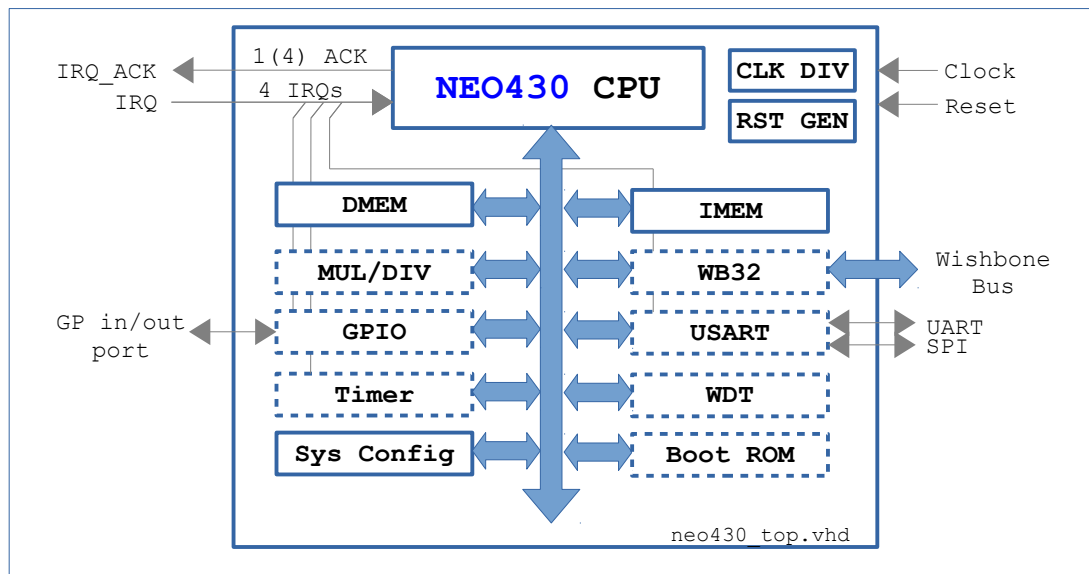 1(4) ACK
IRQ_ACK
IRQ
4 IRQs
NEO430 CPU
CLK DIV
RST GEN
Clock
Reset
DMEM
IMEM
MUL/DIV
WB32
Wishbone
Bus
GP in/out
port
GPIO
USART
UART
SPI
Timer
WDT
Sys Config
Boot ROM
neo430_top.vhd